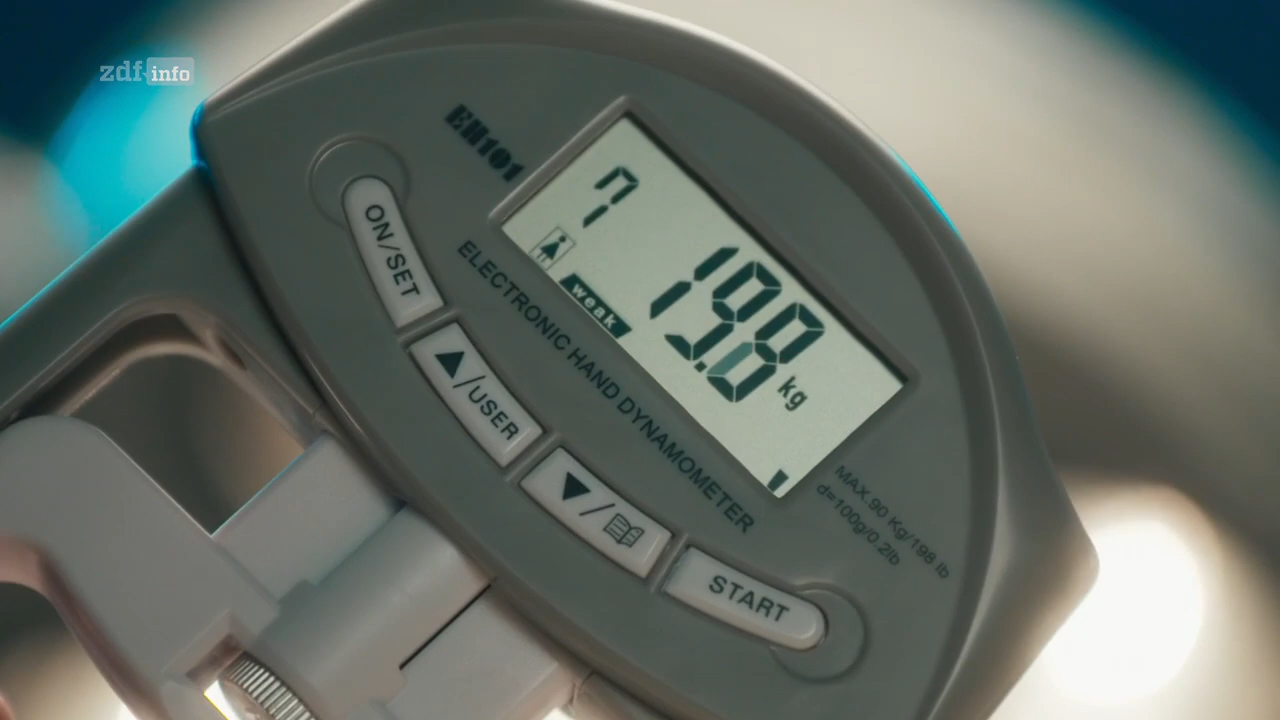 zdf info
EH101
ELECTRONIC HAND DYNAMOMETER
7
weak
19.8 kg
MAX.90 Kg/198 lb
d=100g/0.2lb
ON/SET
▲/USER
▼/
START